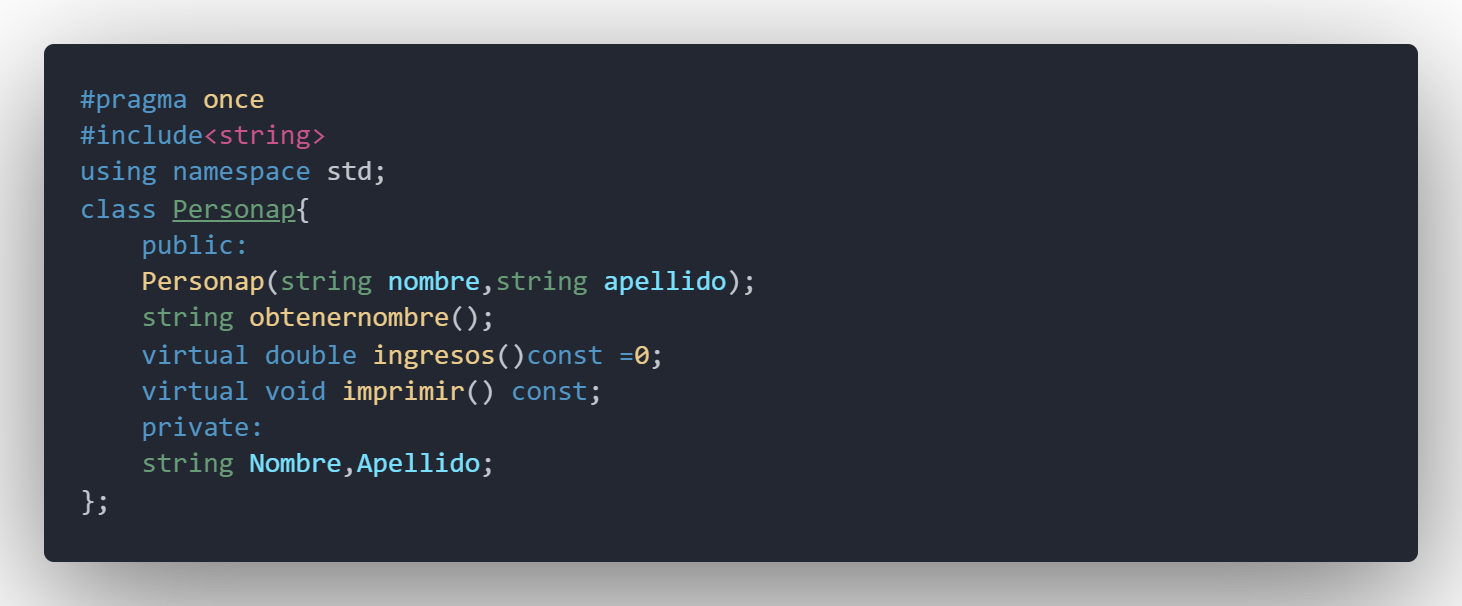 #pragma once
#include<string>
using namespace std;
class Personap{
    public:
    Personap(string nombre,string apellido);
    string obtenernombre();
    virtual double ingresos()const =0;
    virtual void imprimir() const;
    private:
    string Nombre,Apellido;
};